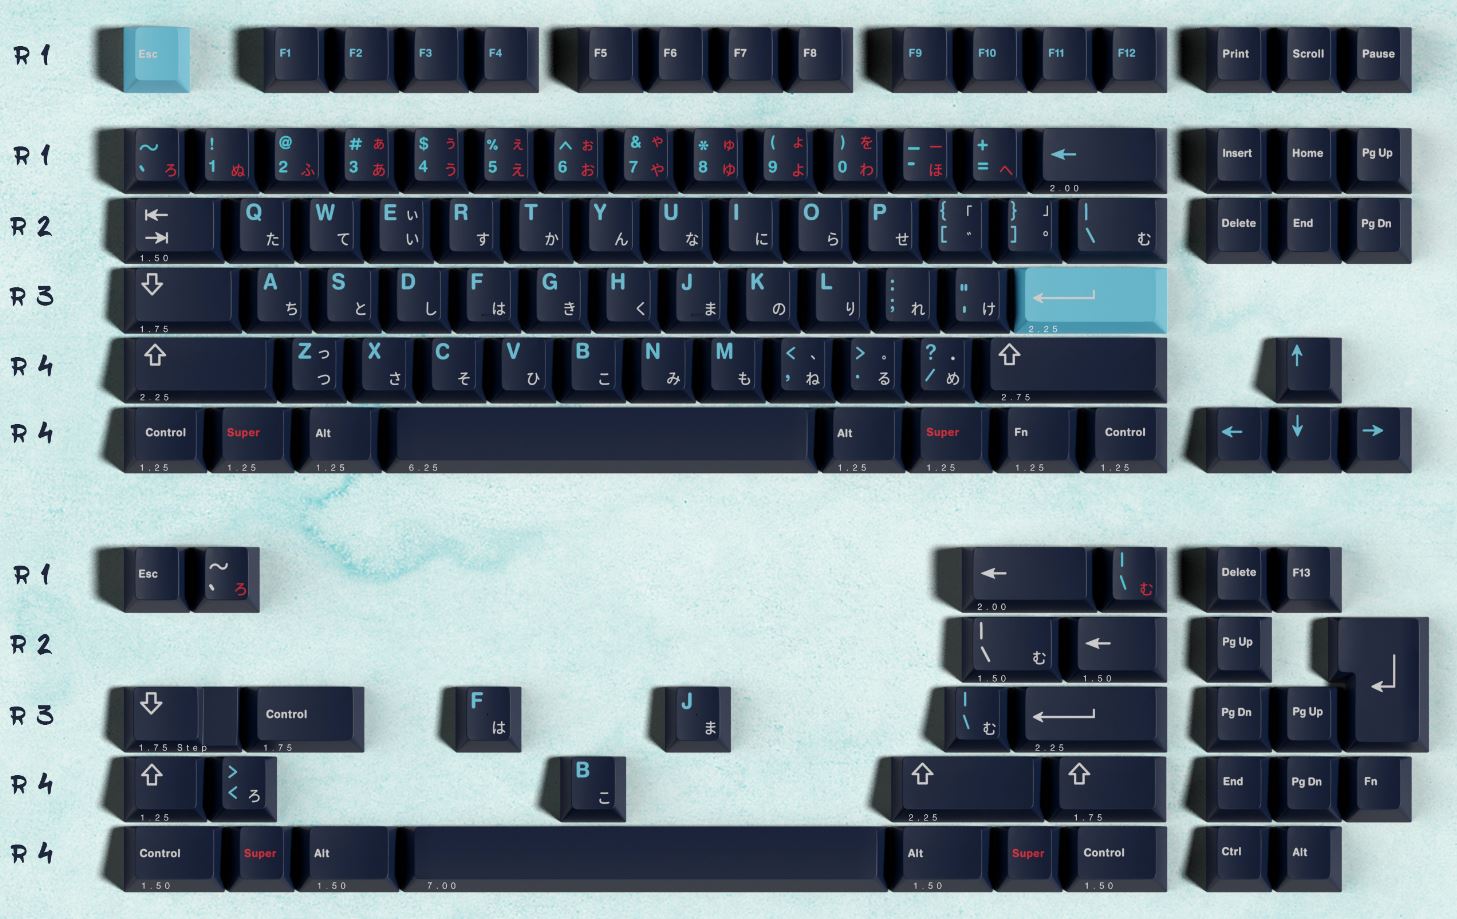 R1 Esc F1 F2 F3 F4 F5 F6 F7 F8 F9 F10 F11 F12 Print Scroll Pause
~ ! @ # あ $ う % え ^ お & や * ゆ ( よ ) を _ ー +
R1 ` ろ 1 ぬ 2 ふ 3 あ 4 う 5 え 6 お 7 や 8 ゆ 9 よ 0 わ - ほ = へ ← Insert Home Pg Up
2.00
Q W E ぃ R T Y U I O P { 「 } 」 |
R2 た て い す か ん な に ら せ [ ゛ ] ゜ \ む Delete End Pg Dn
1.50
A S D F G H J K L : "
R3 ち と し は き く ま の り ; れ ' け
1.75 2.25
Z っ X C V B N M < 、 > 。 ? ・
R4 つ さ そ ひ こ み も , ね . る / め ↑
2.25 2.75
R4 Control Super Alt Alt Super Fn Control ← ↓ →
1.25 1.25 1.25 6.25 1.25 1.25 1.25 1.25
R1 Esc ~ ` ろ ← | \ む Delete F13
2.00
R2 | \ む ← Pg Up
1.50 1.50
R3 Control F は J ま | \ む Pg Dn Pg Up
1.75 Step 1.75 2.25
R4 > < ろ B こ End Pg Dn Fn
1.25 2.25 1.75
R4 Control Super Alt Alt Super Control Ctrl Alt
1.50 1.50 7.00 1.50 1.50